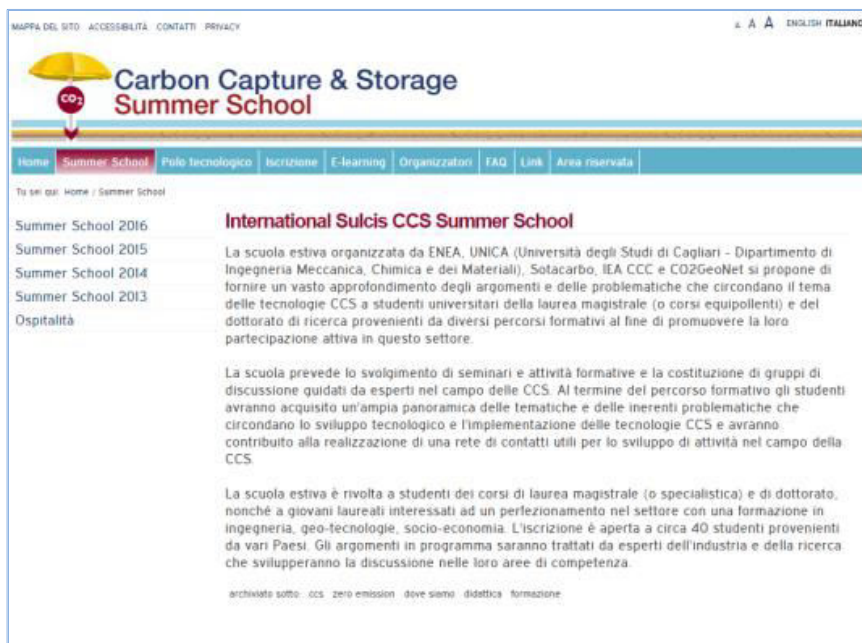 MAPPA DEL SITO ACCESSIBILITÀ CONTATTI PRIVACY
A A A ENGLISH ITALIANO
CO2
Carbon Capture & Storage
Summer School
Home Summer School Polo tecnologico Iscrizione E-learning Organizzatori FAQ Link Area riservata
Tu sei qui: Home / Summer School
Summer School 2016
Summer School 2015
Summer School 2014
Summer School 2013
Ospitalità
International Sulcis CCS Summer School
La scuola estiva organizzata da ENEA, UNICA (Università degli Studi di Cagliari - Dipartimento di
Ingegneria Meccanica, Chimica e dei Materiali), Sotacarbo, IEA CCC e CO2GeoNet si propone di
fornire un vasto approfondimento degli argomenti e delle problematiche che circondano il tema
delle tecnologie CCS a studenti universitari della laurea magistrale (o corsi equipollenti) e del
dottorato di ricerca provenienti da diversi percorsi formativi al fine di promuovere la loro
partecipazione attiva in questo settore.
La scuola prevede lo svolgimento di seminari e attività formative e la costituzione di gruppi di
discussione guidati da esperti nel campo delle CCS. Al termine del percorso formativo gli studenti
avranno acquisito un'ampia panoramica delle tematiche e delle inerenti problematiche che
circondano lo sviluppo tecnologico e l'implementazione delle tecnologie CCS e avranno
contribuito alla realizzazione di una rete di contatti utili per lo sviluppo di attività nel campo della
CCS.
La scuola estiva è rivolta a studenti dei corsi di laurea magistrale (o specialistica) e di dottorato,
nonché a giovani laureati interessati ad un perfezionamento nel settore con una formazione in
ingegneria, geo-tecnologie, socio-economia. L'iscrizione è aperta a circa 40 studenti provenienti
da vari Paesi. Gli argomenti in programma saranno trattati da esperti dell'industria e della ricerca
che svilupperanno la discussione nelle loro aree di competenza.
archiviato sotto: ccs zero emission dove siamo didattica formazione